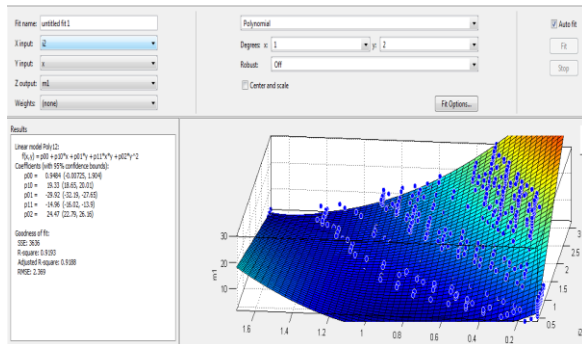 Fit name: untitled fit 1
X input: i2
Y input: x
Z output: m1
Weights: (none)
Polynomial
Degrees x: 1 y: 2
Robust: Off
Center and scale
Fit Options...
Auto fit
Fit
Stop
Results
Linear model Poly12:
f(x,y) = p00 + p10*x + p01*y + p11*x*y + p02*y^2
Coefficients (with 95% confidence bounds):
p00 = 0.9484 (-0.00725, 1.904)
p10 = 19.33 (18.65, 20.01)
p01 = -29.92 (-32.19, -27.65)
p11 = -14.96 (-16.02, -13.9)
p02 = 24.47 (22.79, 26.16)
Goodness of fit:
SSE: 3636
R-square: 0.9193
Adjusted R-square: 0.9188
RMSE: 2.369
30
20
10
m1
1.6 1.4 1.2 1 0.8 0.6 0.4 0.2
0.5
1
1.5
2
2.5
3
i2